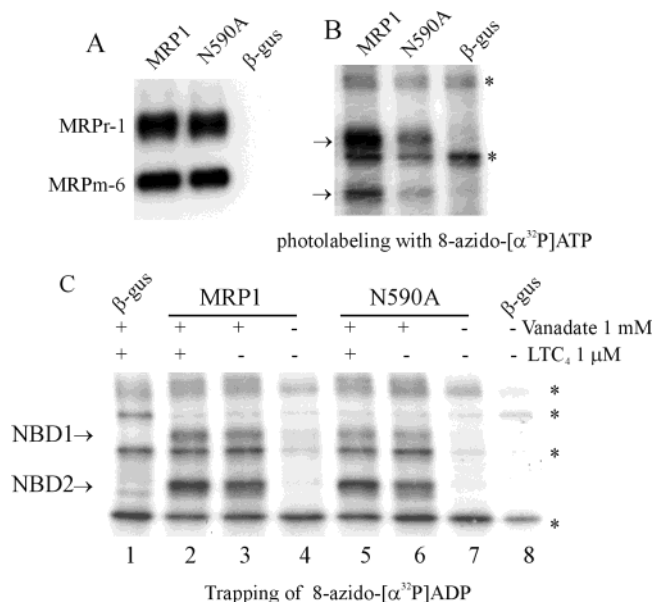 A
MRP1 N590A β-gus
MRPr-1
MRPm-6
B
MRP1 N590A β-gus
→ *
→ *
photolabeling with 8-azido-[α³²P]ATP
C
β-gus MRP1 N590A β-gus
+ + + - + + - - Vanadate 1 mM
+ + - - + - - - LTC₄ 1 μM
*
*
NBD1→
*
NBD2→
*
1 2 3 4 5 6 7 8
Trapping of 8-azido-[α³²P]ADP